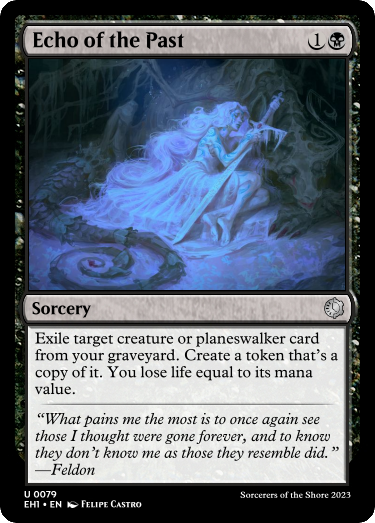 Echo of the Past 1
Sorcery
Exile target creature or planeswalker card
from your graveyard. Create a token that's a
copy of it. You lose life equal to its mana
value.
“What pains me the most is to once again see
those I thought were gone forever, and to know
they don't know me as those they resemble did.”
—Feldon
U 0079
EH1 • EN Felipe Castro
Sorcerers of the Shore 2023